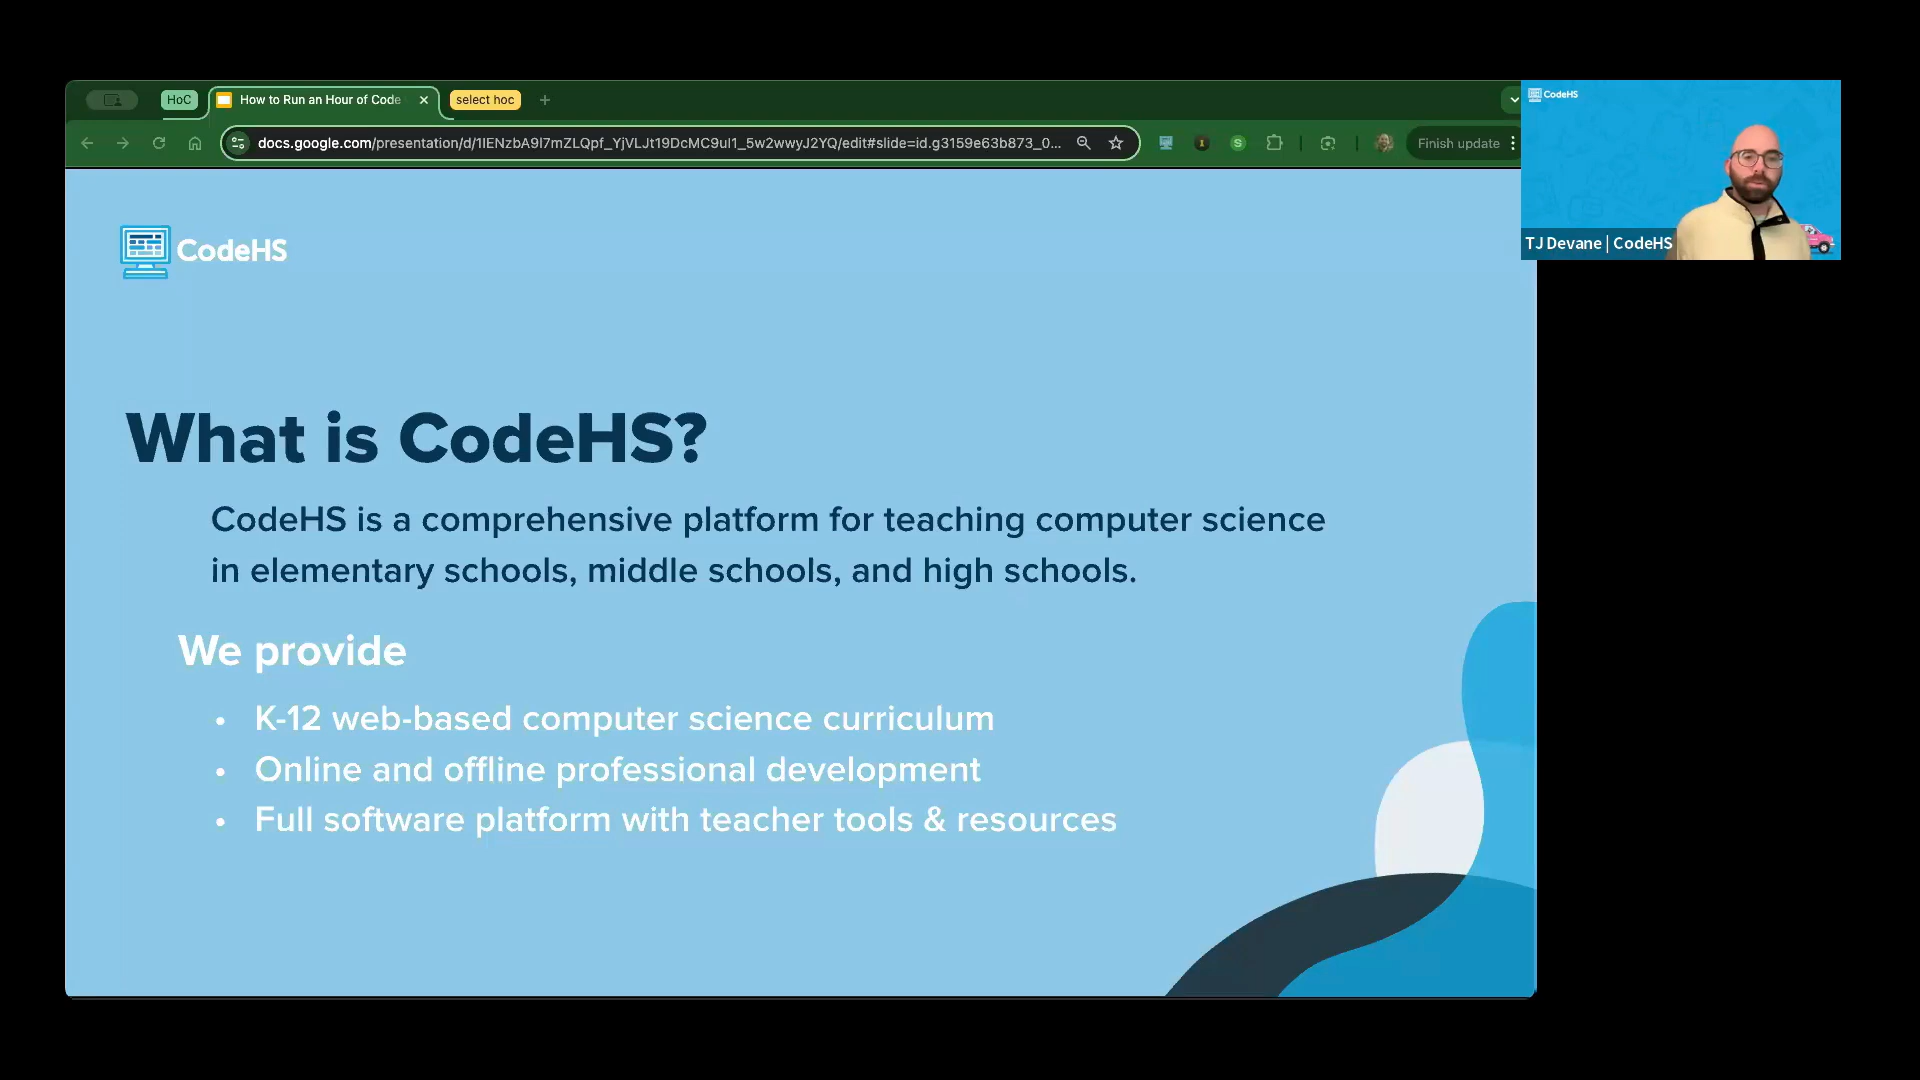 HoC
How to Run an Hour of Code
select hoc
docs.google.com/presentation/d/1IENzbA9l7mZLQpf_YjVLJt19DcMC9uI1_5w2wwyJ2YQ/edit#slide=id.g3159e63b873_0...
Finish update
CodeHS
TJ Devane | CodeHS
CodeHS
What is CodeHS?
CodeHS is a comprehensive platform for teaching computer science
in elementary schools, middle schools, and high schools.
We provide
• K-12 web-based computer science curriculum
• Online and offline professional development
• Full software platform with teacher tools & resources